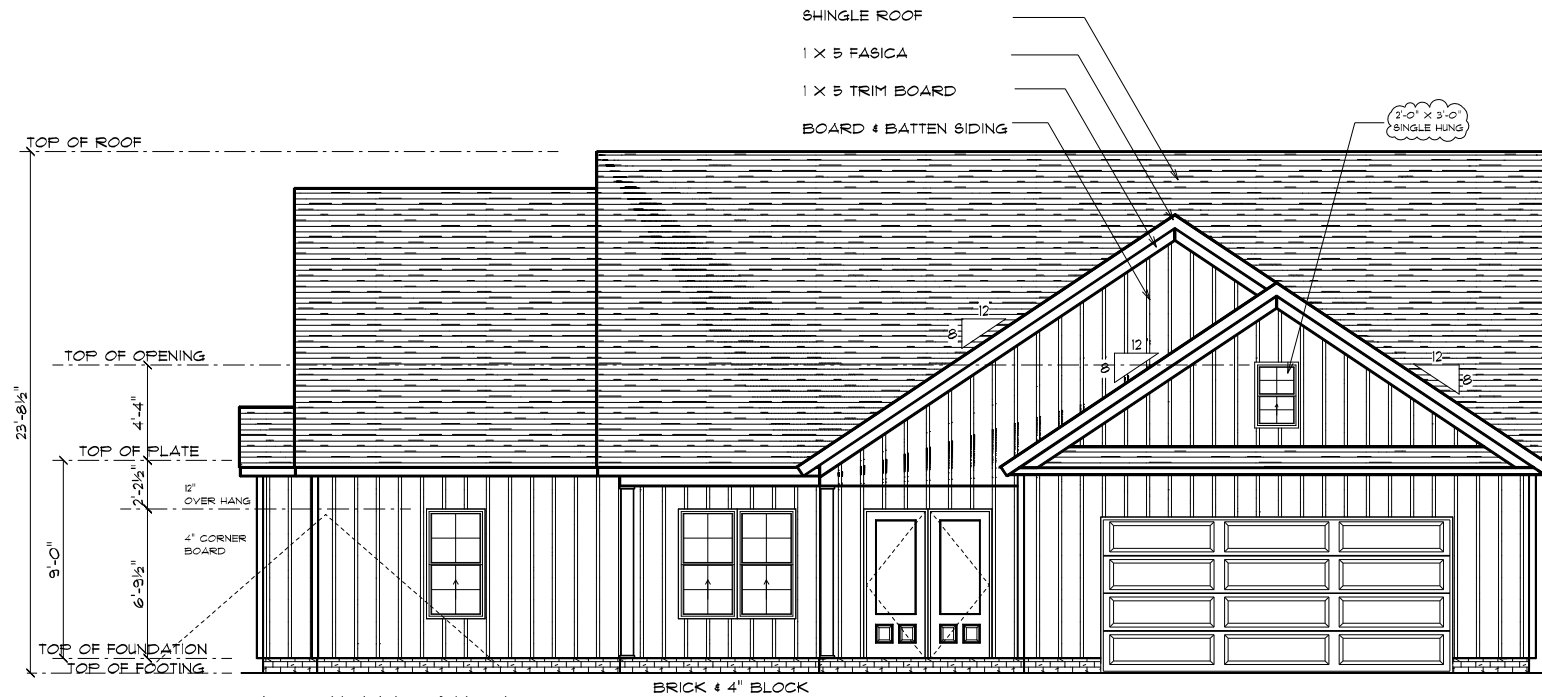 SHINGLE ROOF
1 X 5 FASICA
1 X 5 TRIM BOARD
BOARD & BATTEN SIDING
2'-0" X 3'-0"
SINGLE HUNG
TOP OF ROOF
12
8
12
8
12
8
TOP OF OPENING
23'-8½"
4'-4"
TOP OF PLATE
2'-2½"
12"
OVER HANG
4" CORNER
BOARD
9'-0"
6'-9½"
TOP OF FOUNDATION
TOP OF FOOTING
BRICK & 4" BLOCK